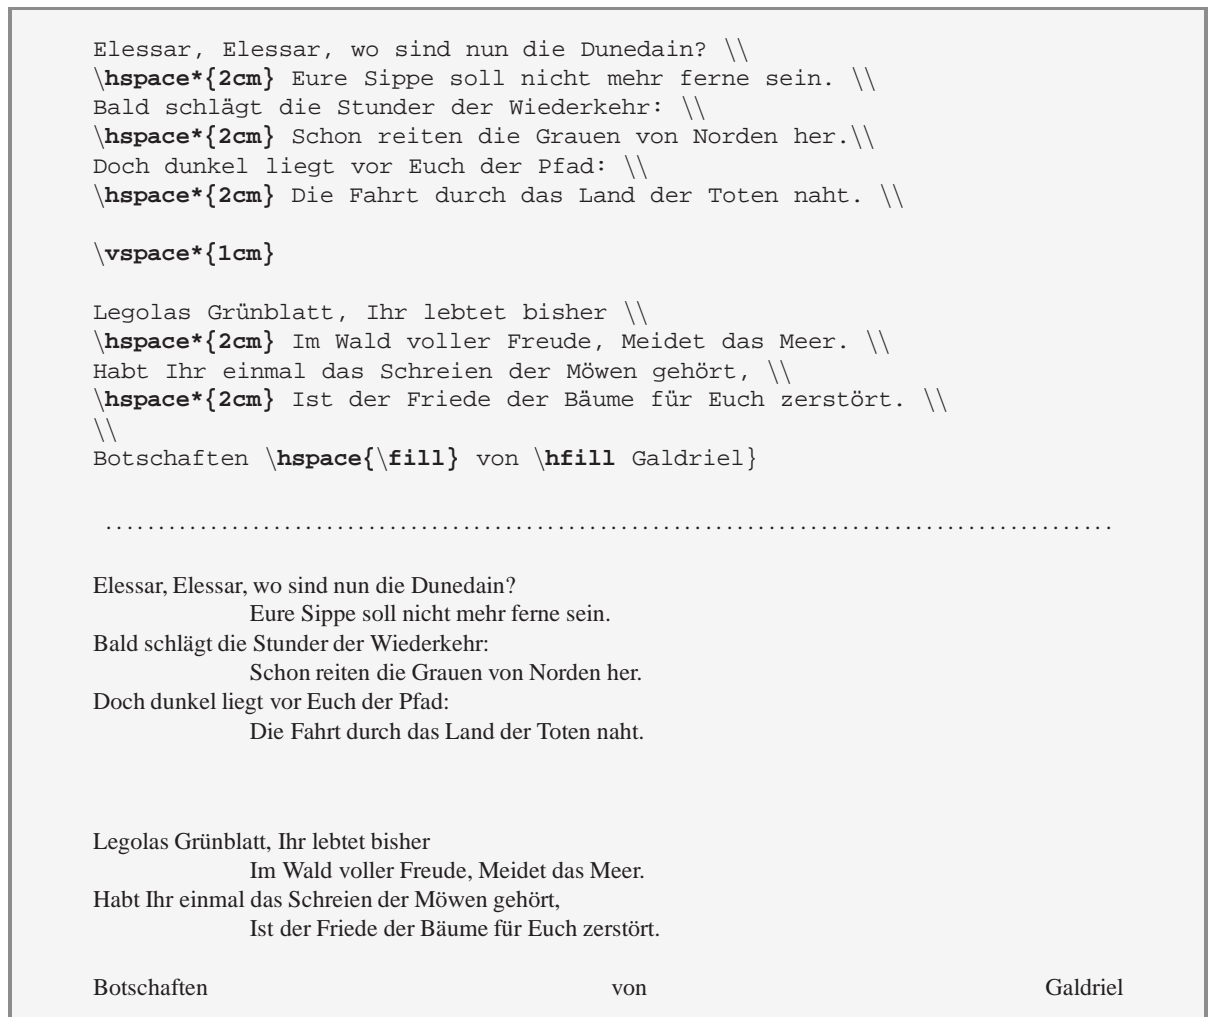 Elessar, Elessar, wo sind nun die Dunedain? \\
\hspace*{2cm} Eure Sippe soll nicht mehr ferne sein. \\
Bald schlägt die Stunder der Wiederkehr: \\
\hspace*{2cm} Schon reiten die Grauen von Norden her.\\
Doch dunkel liegt vor Euch der Pfad: \\
\hspace*{2cm} Die Fahrt durch das Land der Toten naht. \\
\vspace*{1cm}
Legolas Grünblatt, Ihr lebtet bisher \\
\hspace*{2cm} Im Wald voller Freude, Meidet das Meer. \\
Habt Ihr einmal das Schreien der Möwen gehört, \\
\hspace*{2cm} Ist der Friede der Bäume für Euch zerstört. \\
\\
Botschaften \hspace{\fill} von \hfill Galdriel}
Elessar, Elessar, wo sind nun die Dunedain?
Eure Sippe soll nicht mehr ferne sein.
Bald schlägt die Stunder der Wiederkehr:
Schon reiten die Grauen von Norden her.
Doch dunkel liegt vor Euch der Pfad:
Die Fahrt durch das Land der Toten naht.
Legolas Grünblatt, Ihr lebtet bisher
Im Wald voller Freude, Meidet das Meer.
Habt Ihr einmal das Schreien der Möwen gehört,
Ist der Friede der Bäume für Euch zerstört.
Botschaften von Galdriel